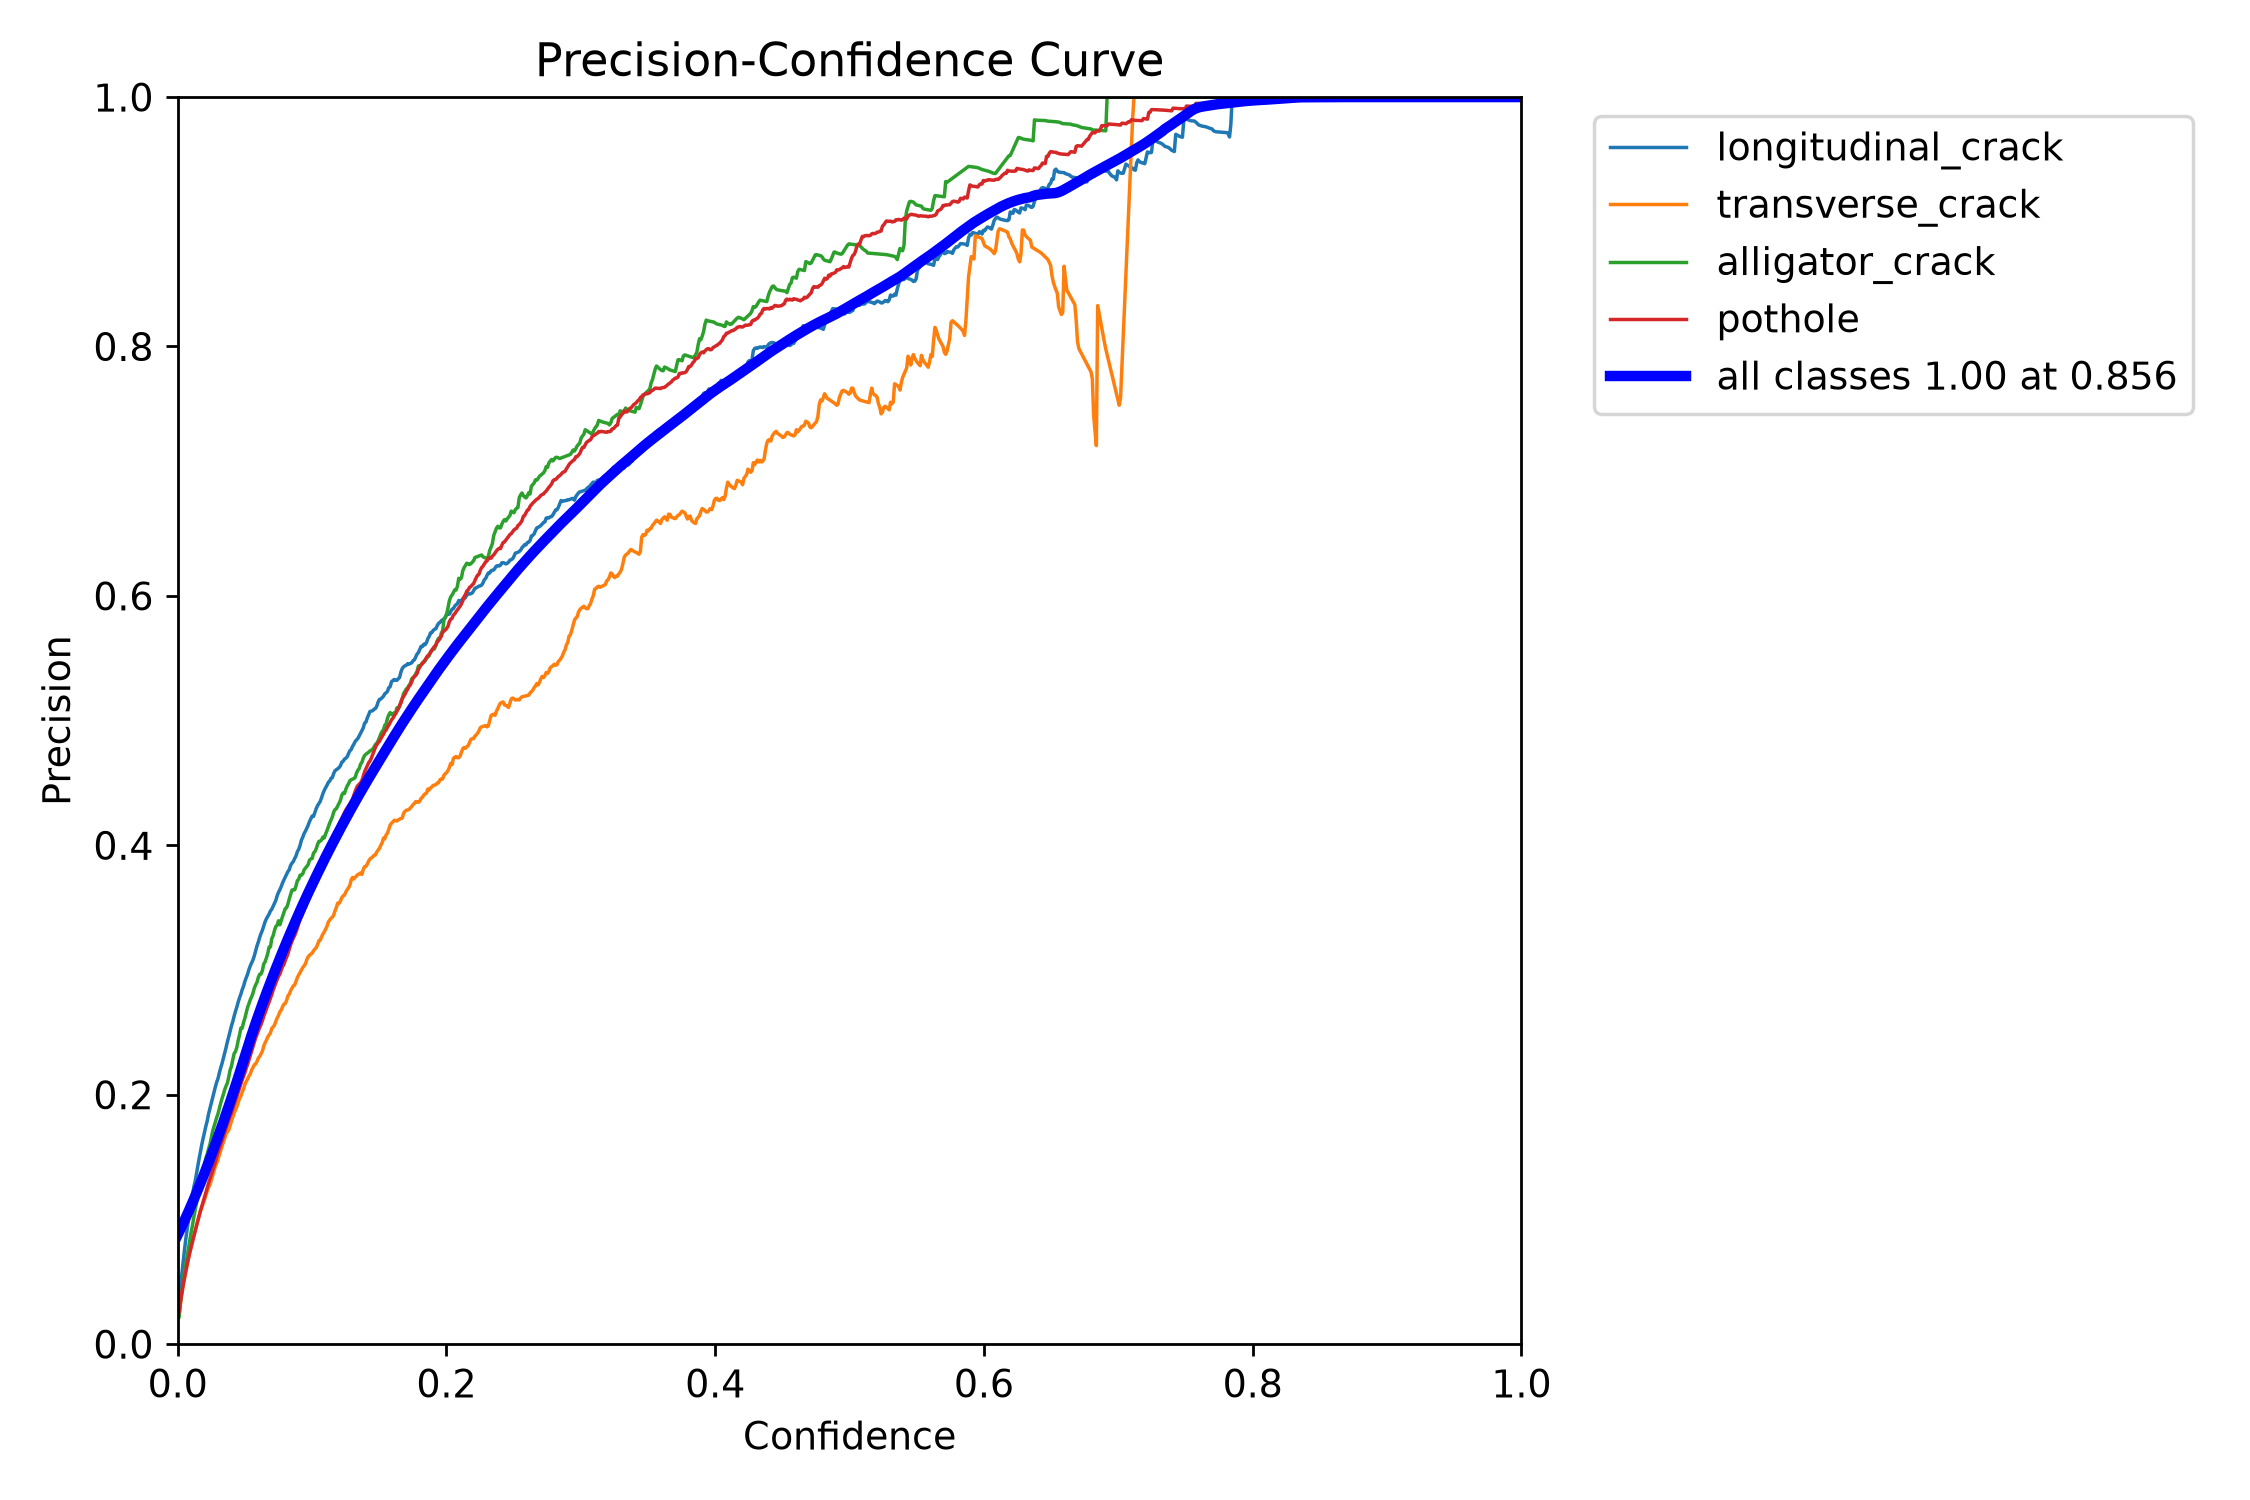 Precision-Confidence Curve
1.0
0.8
0.6
0.4
0.2
0.0
Precision
0.0 0.2 0.4 0.6 0.8 1.0
Confidence
longitudinal_crack
transverse_crack
alligator_crack
pothole
all classes 1.00 at 0.856